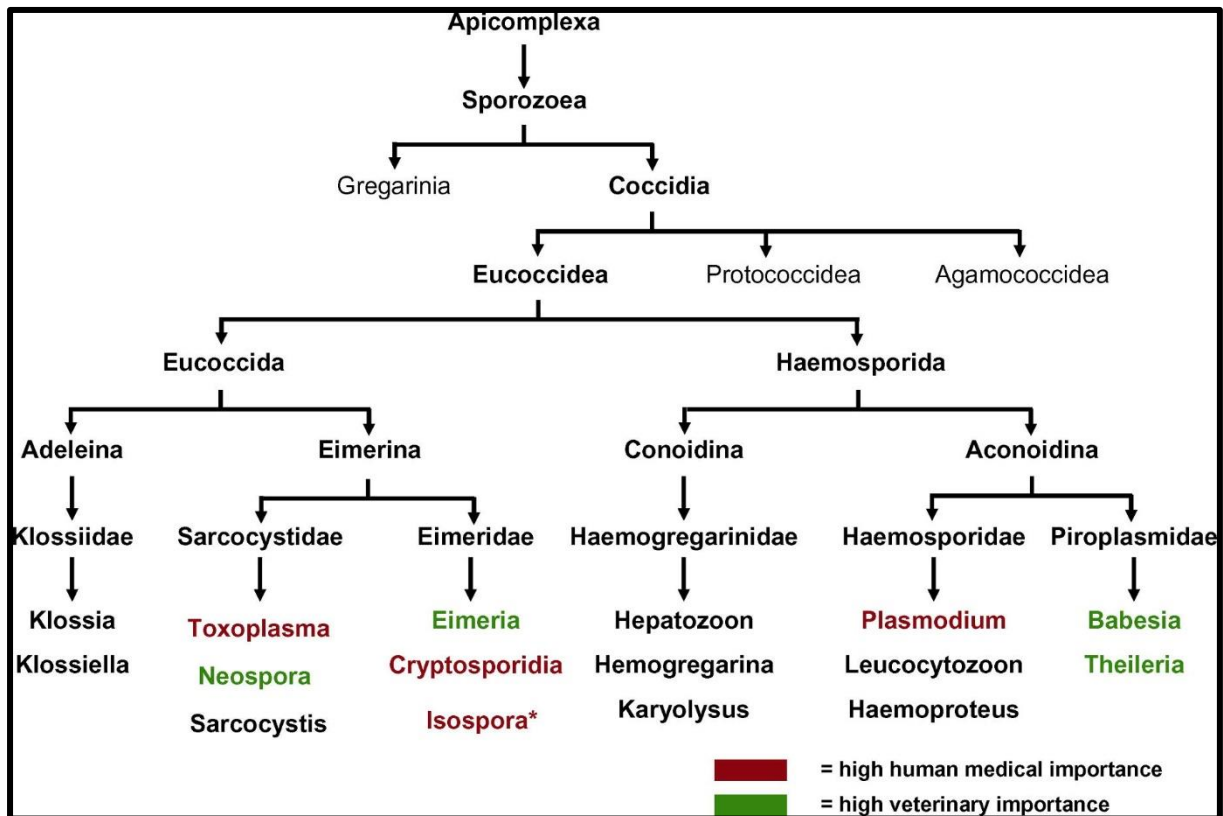 Apicomplexa
Sporozoea
Gregarinia Coccidia
Eucoccidea Protococcidea Agamococcidea
Eucoccida Haemosporida
Adeleina Eimerina Conoidina Aconoidina
Klossiidae Sarcocystidae Eimeridae Haemogregarinidae Haemosporidae Piroplasmidae
Klossia Toxoplasma Eimeria Hepatozoon Plasmodium Babesia
Klossiella Neospora Cryptosporidia Hemogregarina Leucocytozoon Theileria
Sarcocystis Isospora* Karyolysus Haemoproteus
= high human medical importance
= high veterinary importance